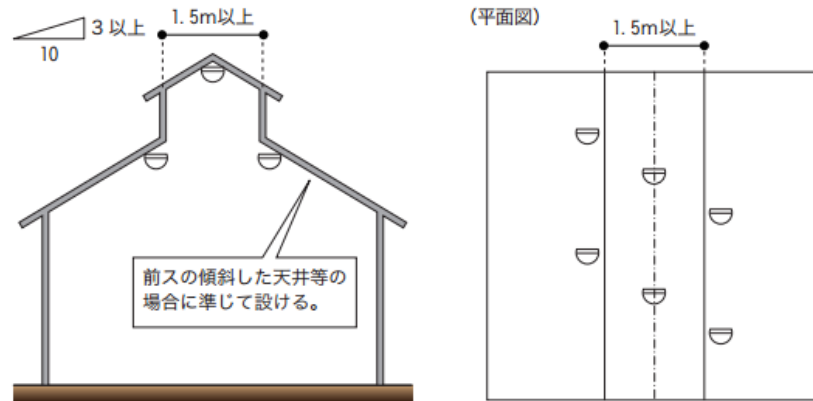 3以上
10
1.5m以上
前スの傾斜した天井等の
場合に準じて設ける。
(平面図)
1.5m以上